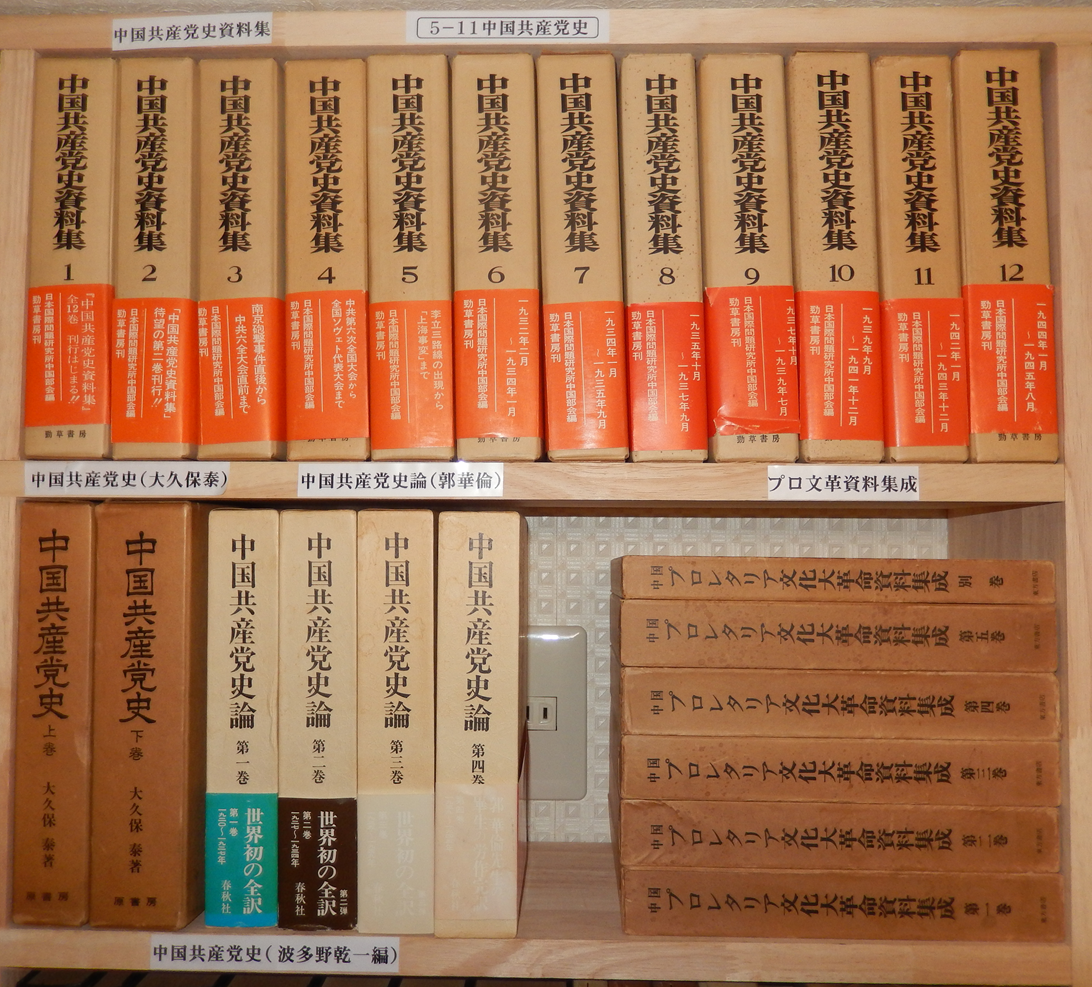 中国共産党史資料集
5-11中国共産党史
中国共産党史資料集
1
『中国共産党史資料集』
全12巻 刊行はじまる!!
日本国際問題研究所中国部会編
勁草書房刊
勁草書房
中国共産党史資料集
2
『中国共産党史資料集』
待望の第二巻刊行!!
日本国際問題研究所中国部会編
勁草書房刊
中国共産党史資料集
3
南京砲撃事件直後から
中共六全大会直前まで
日本国際問題研究所中国部会編
勁草書房刊
中国共産党史資料集
4
中共第六次全国大会から
全国ソヴェト代表大会まで
日本国際問題研究所中国部会編
勁草書房刊
中国共産党史資料集
5
李立三路線の出現から
「上海事変」まで
日本国際問題研究所中国部会編
勁草書房刊
中国共産党史資料集
6
日本国際問題研究所中国部会編
勁草書房刊
勁草書房
中国共産党史資料集
7
一九三四年一月
~一九三五年九月
日本国際問題研究所中国部会編
勁草書房刊
中国共産党史資料集
8
一九三五年十月
~一九三七年九月
日本国際問題研究所中国部会編
勁草書房刊
中国共産党史資料集
9
一九三七年十月
~一九三九年七月
日本国際問題研究所中国部会編
勁草書房刊
勁草書房
中国共産党史資料集
10
一九三九年九月
~一九四一年十二月
日本国際問題研究所中国部会編
勁草書房刊
中国共産党史資料集
11
一九四二年一月
~一九四三年十二月
日本国際問題研究所中国部会編
勁草書房刊
中国共産党史資料集
12
一九四四年一月
~一九四五年八月
日本国際問題研究所中国部会編
勁草書房刊
勁草書房
中国共産党史(大久保泰)
中国共産党史論(郭華倫)
プロ文革資料集成
中国共産党史
上巻
大久保 泰著
原書房
中国共産党史
下巻
大久保 泰著
原書房
中国共産党史論
第一巻
世界初の全訳
第一巻
春秋社
中国共産党史論
第二巻
世界初の全訳
第二弾
第二巻
春秋社
中国共産党史論
第三巻
世界初の全訳
中国共産党史論
第四巻
中国プロレタリア文化大革命資料集成 別巻
中国プロレタリア文化大革命資料集成 第五巻
中国プロレタリア文化大革命資料集成 第四巻
中国プロレタリア文化大革命資料集成 第三巻
中国プロレタリア文化大革命資料集成 第二巻
中国プロレタリア文化大革命資料集成 第一巻
中国共産党史(波多野乾一編)